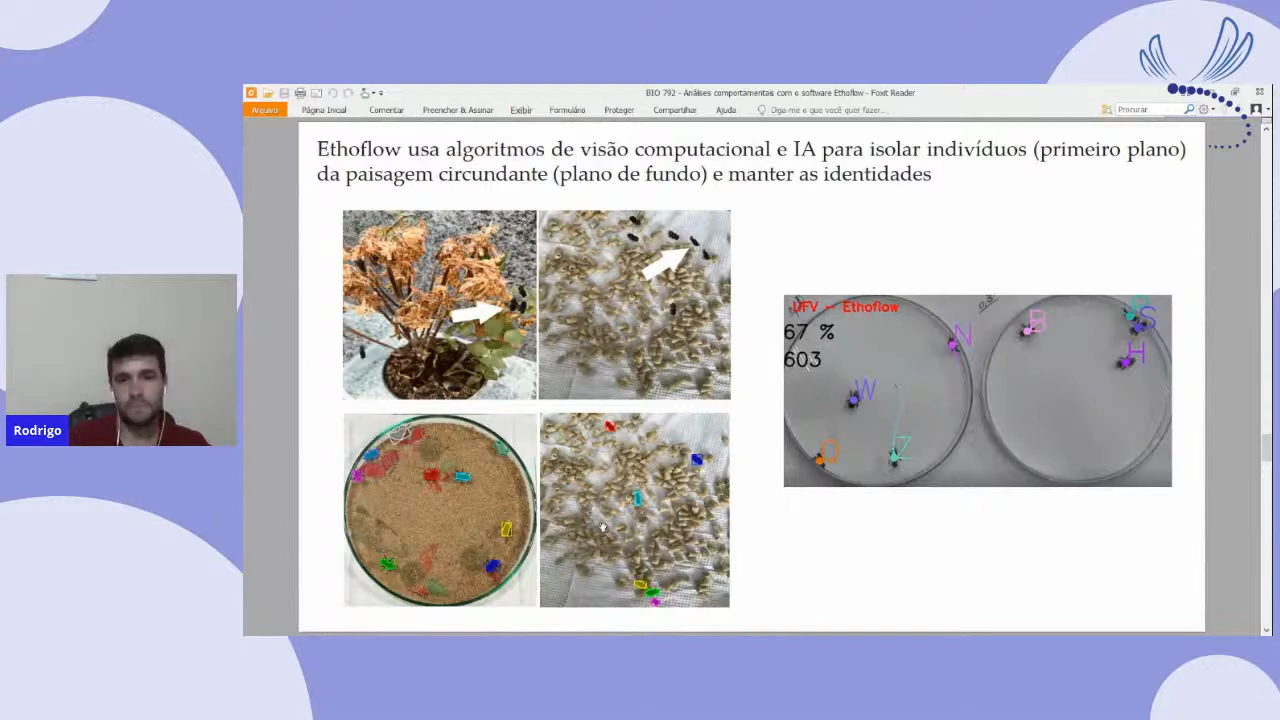 BIO 792 - Análises comportamentais com o software Ethoflow - Foxit Reader
Arquivo Página Inicial Comentar Preencher & Assinar Exibir Formulário Proteger Compartilhar Ajuda Diga-me o que você quer fazer... Procurar
Ethoflow usa algoritmos de visão computacional e IA para isolar indivíduos (primeiro plano)
da paisagem circundante (plano de fundo) e manter as identidades
UFV -- Ethoflow
67 %
603
N
B
S
H
W
Z
Rodrigo